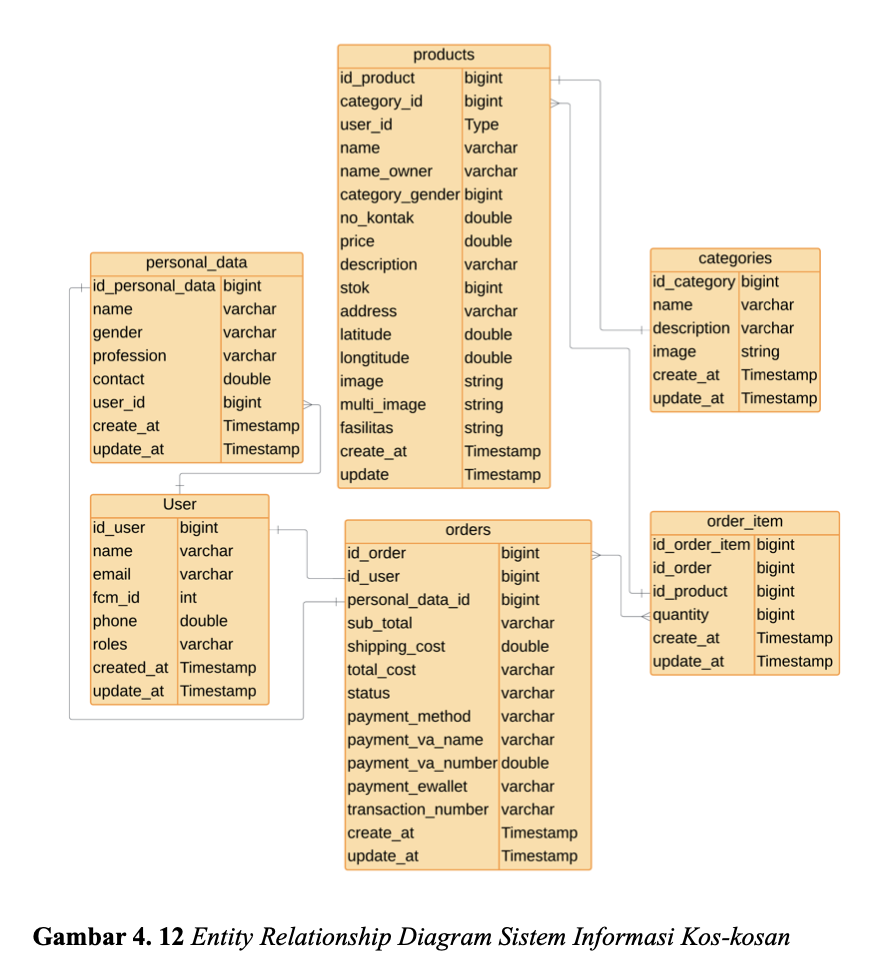 products
id_product bigint
category_id bigint
user_id Type
name varchar
name_owner varchar
category_gender bigint
no_kontak double
price double
description varchar
stok bigint
address varchar
latitude double
longtitude double
image string
multi_image string
fasilitas string
create_at Timestamp
update Timestamp
personal_data
id_personal_data bigint
name varchar
gender varchar
profession varchar
contact double
user_id bigint
create_at Timestamp
update_at Timestamp
categories
id_category bigint
name varchar
description varchar
image string
create_at Timestamp
update_at Timestamp
User
id_user bigint
name varchar
email varchar
fcm_id int
phone double
roles varchar
created_at Timestamp
update_at Timestamp
orders
id_order bigint
id_user bigint
personal_data_id bigint
sub_total varchar
shipping_cost double
total_cost varchar
status varchar
payment_method varchar
payment_va_name varchar
payment_va_number double
payment_ewallet varchar
transaction_number varchar
create_at Timestamp
update_at Timestamp
order_item
id_order_item bigint
id_order bigint
id_product bigint
quantity bigint
create_at Timestamp
update_at Timestamp
Gambar 4. 12 Entity Relationship Diagram Sistem Informasi Kos-kosan